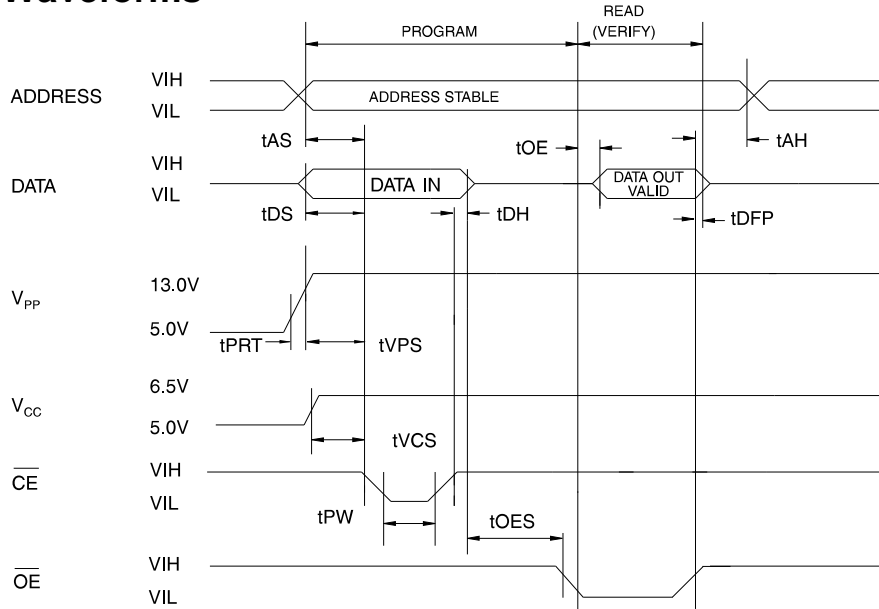 Waveforms
READ
PROGRAM (VERIFY)
ADDRESS VIH
VIL
ADDRESS STABLE
tAS tOE tAH
DATA VIH
VIL
DATA IN
DATA OUT
VALID
tDS tDH tDFP
VPP 13.0V
5.0V
tPRT tVPS
VCC 6.5V
5.0V
tVCS
CE VIH
VIL
tPW tOES
OE VIH
VIL